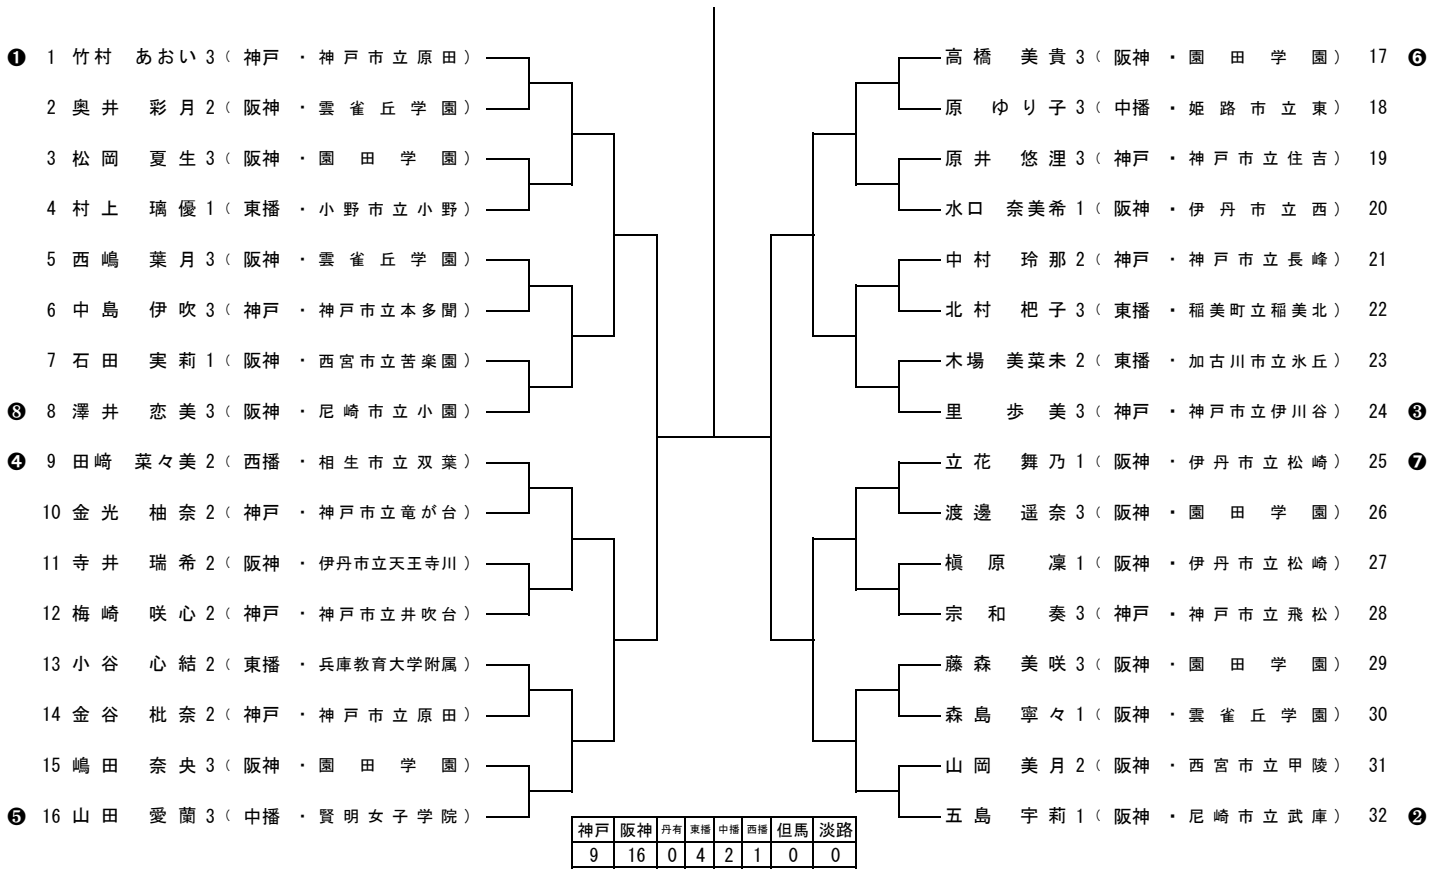 ❶ 1 竹村 あおい 3 ( 神戸 ・ 神戸市立原田 )
2 奥井 彩月 2 ( 阪神 ・ 雲雀丘学園 )
3 松岡 夏生 3 ( 阪神 ・ 園田学園 )
4 村上 璃優 1 ( 東播 ・ 小野市立小野 )
5 西嶋 葉月 3 ( 阪神 ・ 雲雀丘学園 )
6 中島 伊吹 3 ( 神戸 ・ 神戸市立本多聞 )
7 石田 実莉 1 ( 阪神 ・ 西宮市立苦楽園 )
❽ 8 澤井 恋美 3 ( 阪神 ・ 尼崎市立小園 )
❹ 9 田﨑 菜々美 2 ( 西播 ・ 相生市立双葉 )
10 金光 柚奈 2 ( 神戸 ・ 神戸市立竜が台 )
11 寺井 瑞希 2 ( 阪神 ・ 伊丹市立天王寺川 )
12 梅崎 咲心 2 ( 神戸 ・ 神戸市立井吹台 )
13 小谷 心結 2 ( 東播 ・ 兵庫教育大学附属 )
14 金谷 枇奈 2 ( 神戸 ・ 神戸市立原田 )
15 嶋田 奈央 3 ( 阪神 ・ 園田学園 )
❺ 16 山田 愛蘭 3 ( 中播 ・ 賢明女子学院 )
高橋 美貴 3 ( 阪神 ・ 園田学園 ) 17 ❻
原 ゆり子 3 ( 中播 ・ 姫路市立東 ) 18
原井 悠浬 3 ( 神戸 ・ 神戸市立住吉 ) 19
水口 奈美希 1 ( 阪神 ・ 伊丹市立西 ) 20
中村 玲那 2 ( 神戸 ・ 神戸市立長峰 ) 21
北村 杷子 3 ( 東播 ・ 稲美町立稲美北 ) 22
木場 美菜未 2 ( 東播 ・ 加古川市立氷丘 ) 23
里 歩美 3 ( 神戸 ・ 神戸市立伊川谷 ) 24 ❸
立花 舞乃 1 ( 阪神 ・ 伊丹市立松崎 ) 25 ❼
渡邊 遥奈 3 ( 阪神 ・ 園田学園 ) 26
槇原 凜 1 ( 阪神 ・ 伊丹市立松崎 ) 27
宗和 奏 3 ( 神戸 ・ 神戸市立飛松 ) 28
藤森 美咲 3 ( 阪神 ・ 園田学園 ) 29
森島 寧々 1 ( 阪神 ・ 雲雀丘学園 ) 30
山岡 美月 2 ( 阪神 ・ 西宮市立甲陵 ) 31
五島 宇莉 1 ( 阪神 ・ 尼崎市立武庫 ) 32 ❷
神戸 阪神 丹有 東播 中播 西播 但馬 淡路
9 16 0 4 2 1 0 0